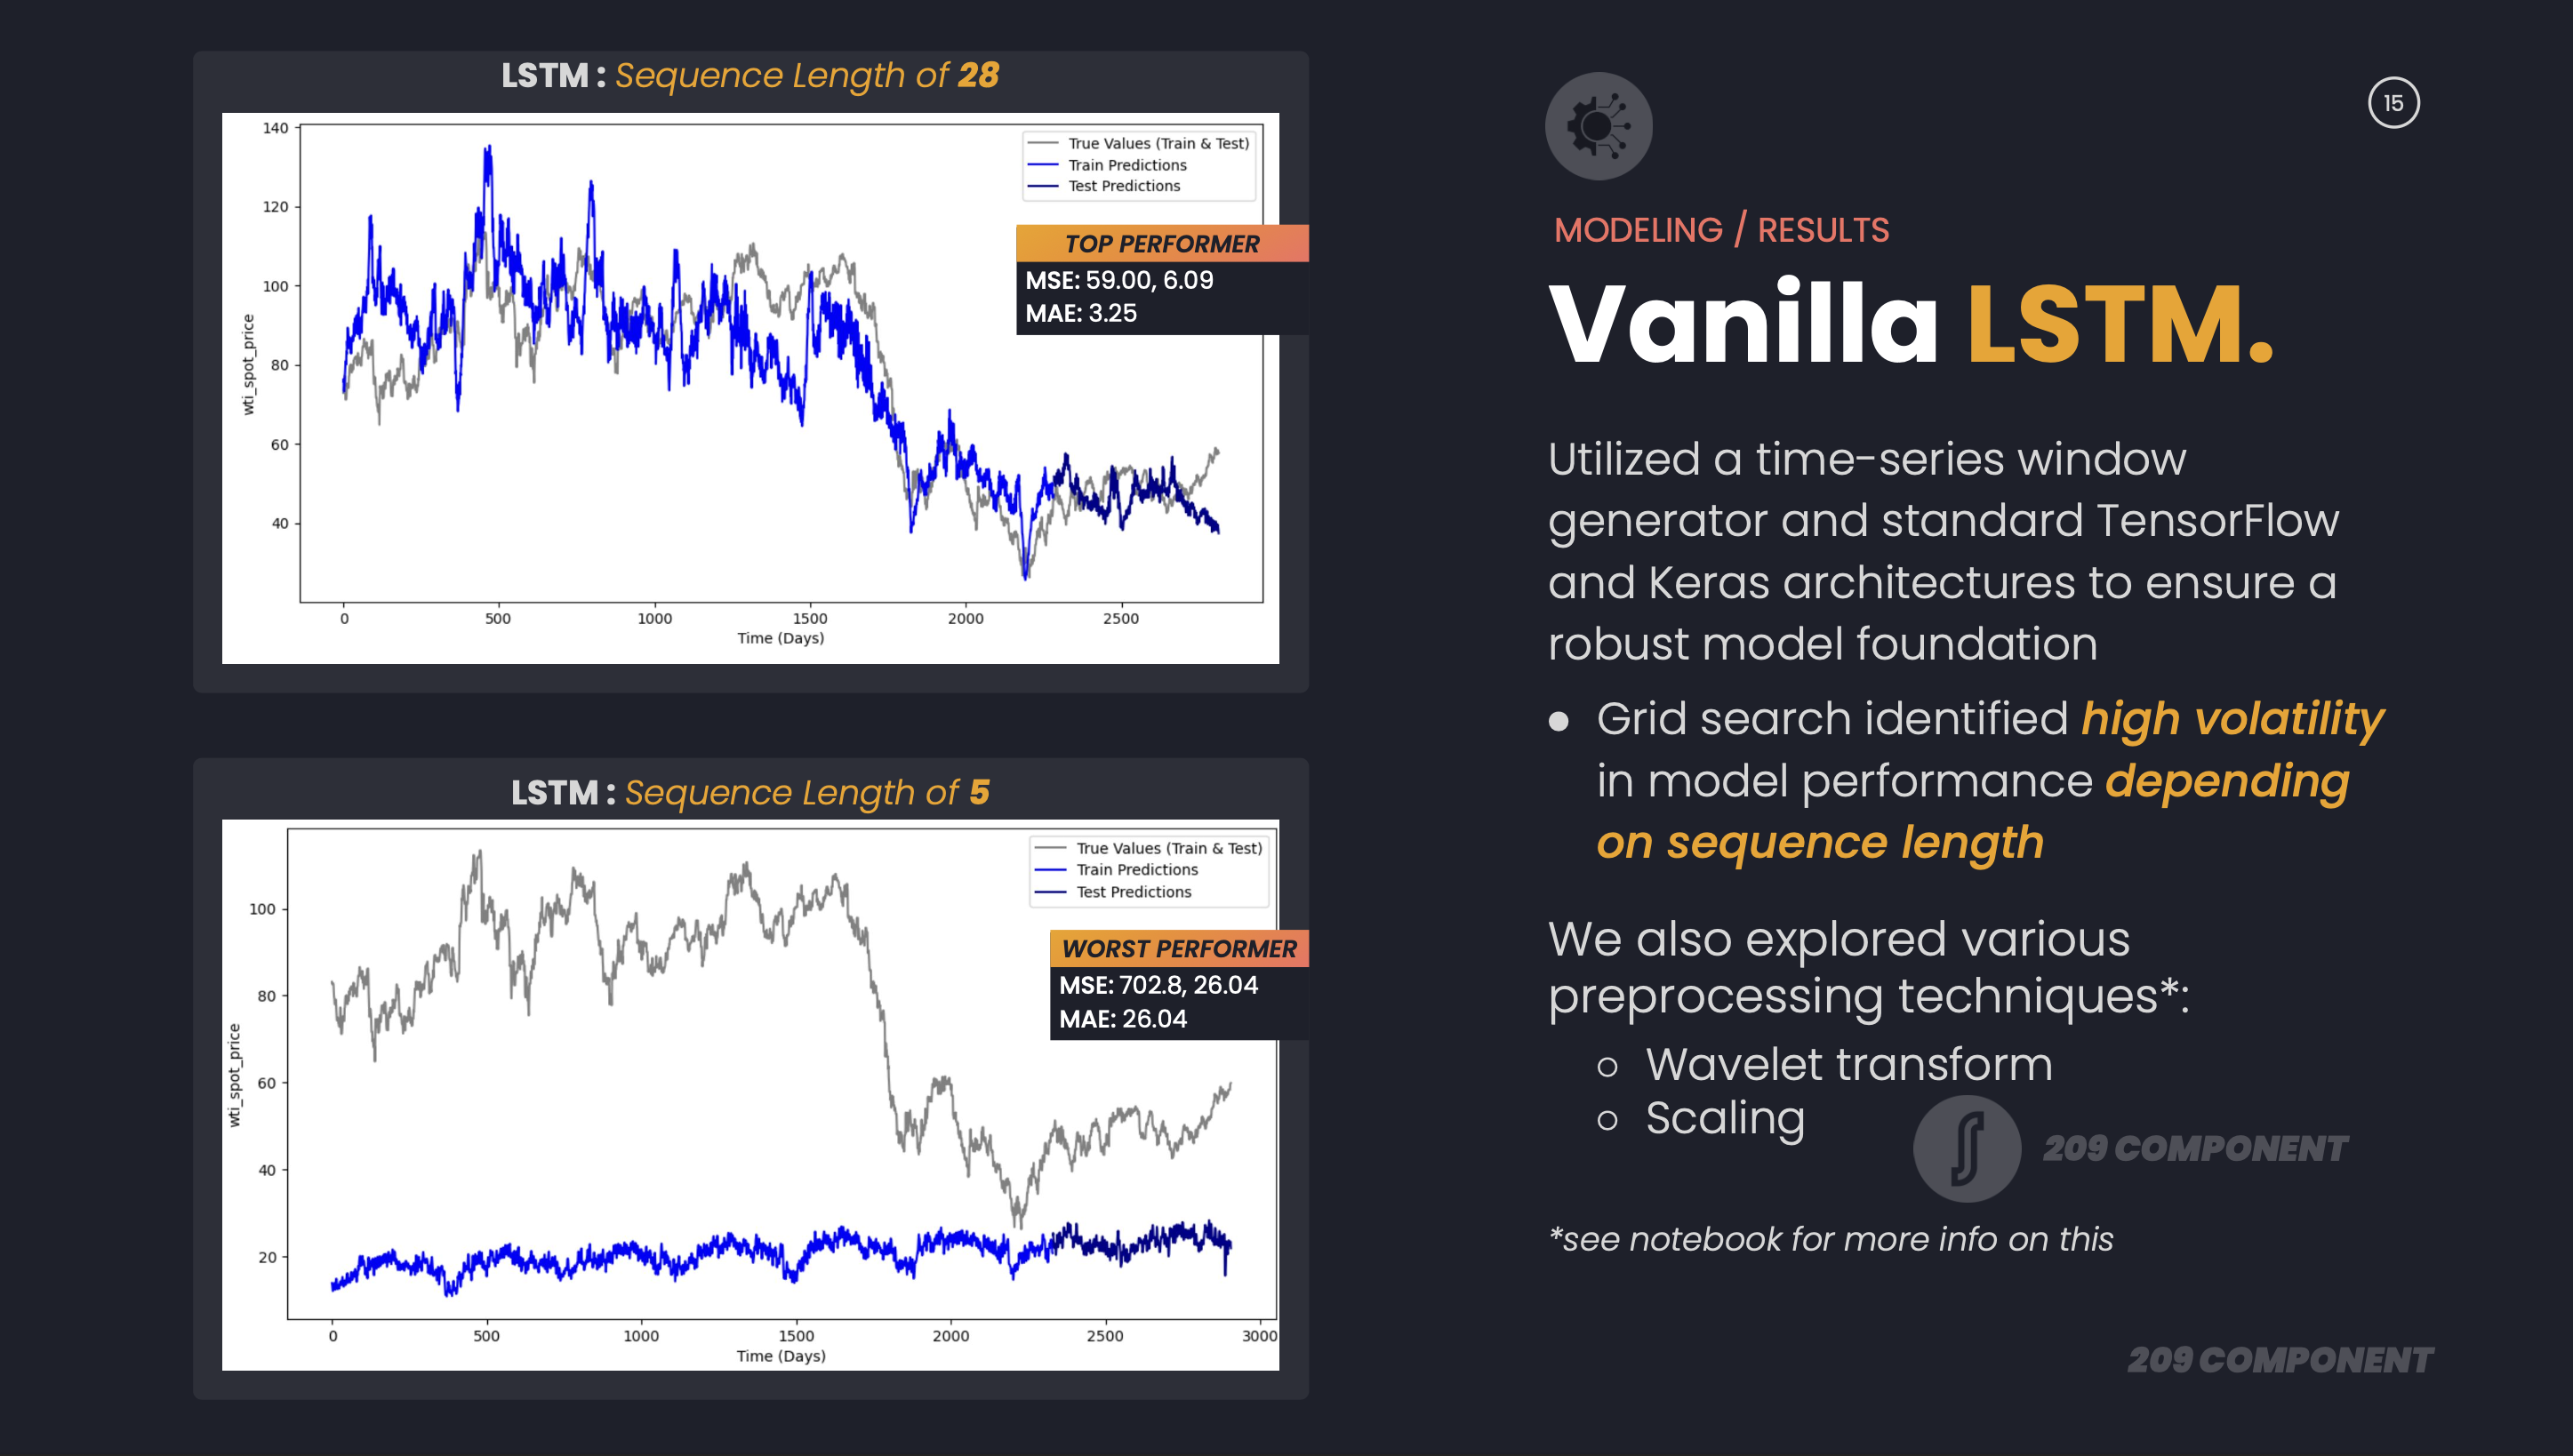 LSTM : Sequence Length of 28
140
120
100
80
60
40
wti_spot_price
0 500 1000 1500 2000 2500
Time (Days)
True Values (Train & Test)
Train Predictions
Test Predictions
TOP PERFORMER
MSE: 59.00, 6.09
MAE: 3.25
LSTM : Sequence Length of 5
100
80
60
40
20
wti_spot_price
0 500 1000 1500 2000 2500 3000
Time (Days)
True Values (Train & Test)
Train Predictions
Test Predictions
WORST PERFORMER
MSE: 702.8, 26.04
MAE: 26.04
15
MODELING / RESULTS
Vanilla LSTM.
Utilized a time-series window
generator and standard TensorFlow
and Keras architectures to ensure a
robust model foundation
● Grid search identified high volatility
in model performance depending
on sequence length
We also explored various
preprocessing techniques*:
○ Wavelet transform
○ Scaling
209 COMPONENT
*see notebook for more info on this
209 COMPONENT